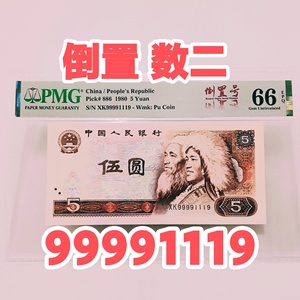 倒置 数二
PMG
PAPER MONEY GUARANTY
China / People's Republic
Pick# 886 1980 5 Yuan
S/N XK99991119 - Wmk: Pu Coin
倒置号
66 EPQ
Gem Uncirculated
中国人民银行
5
伍圆
XK99991119
5
5
99991119